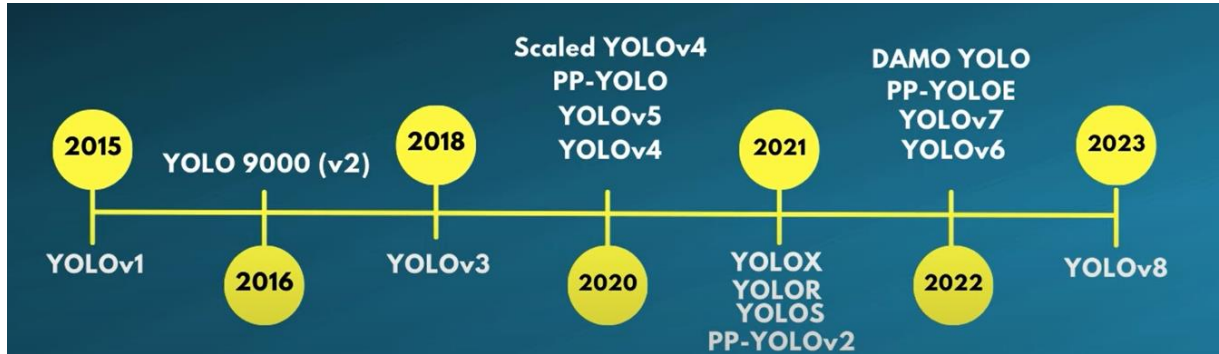 2015
YOLOv1
YOLO 9000 (v2)
2016
2018
YOLOv3
Scaled YOLOv4
PP-YOLO
YOLOv5
YOLOv4
2020
2021
YOLOX
YOLOR
YOLOS
PP-YOLOv2
DAMO YOLO
PP-YOLOE
YOLOv7
YOLOv6
2022
2023
YOLOv8